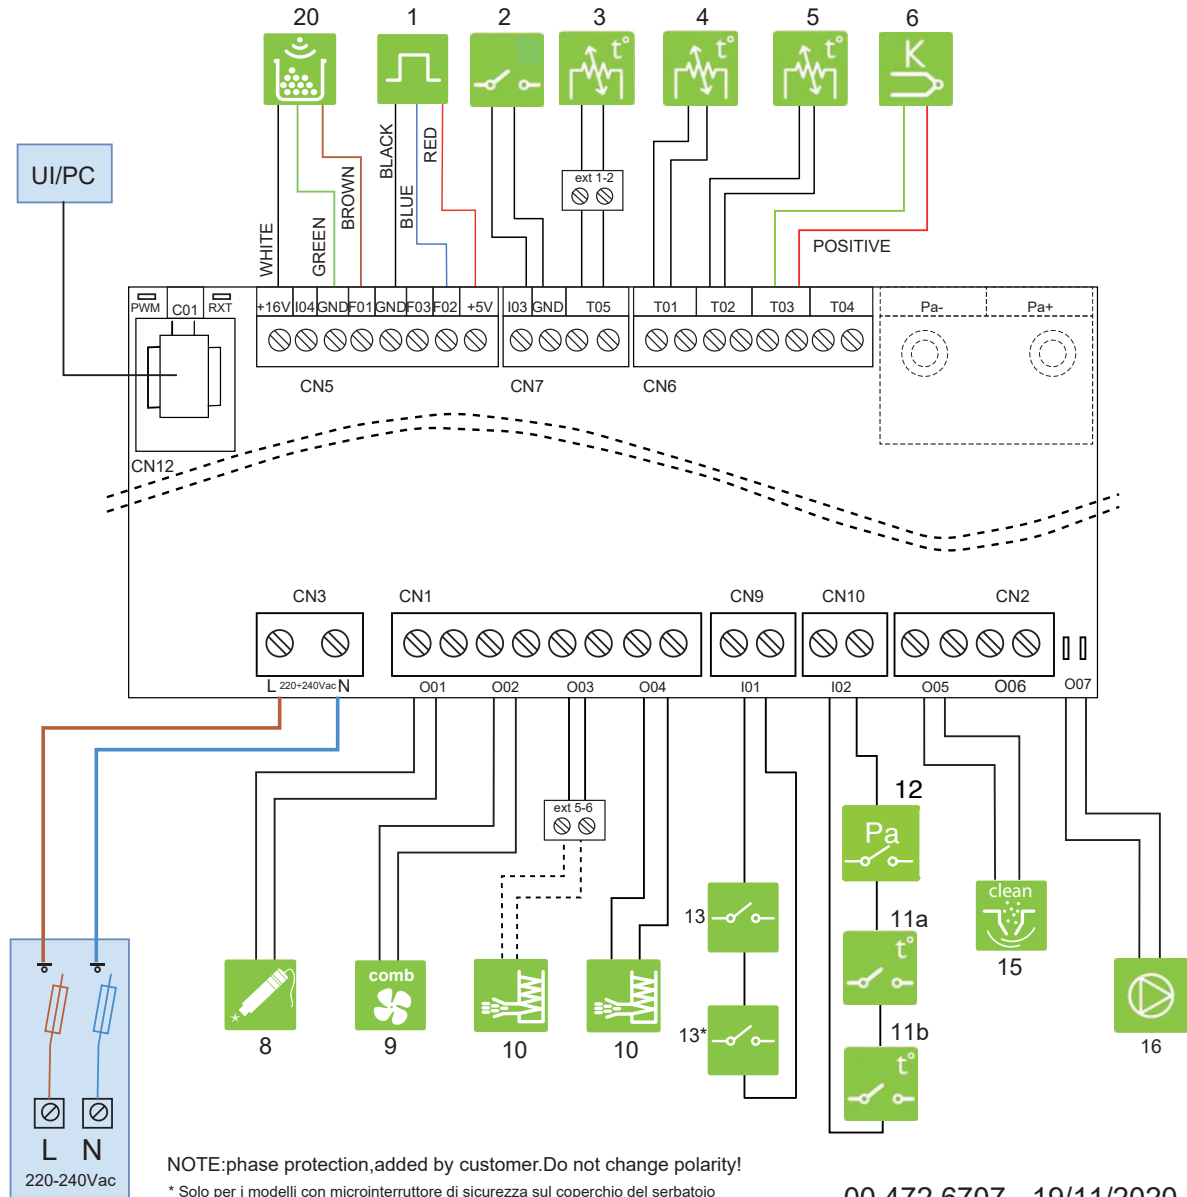 20 1 2 3 4 5 6
t° t° t° K
UI/PC
WHITE GREEN BROWN BLACK BLUE RED
ext 1-2
POSITIVE
PWM C01 RXT
+16V I04 GND F01 GND F03 F02 +5V I03 GND T05 T01 T02 T03 T04 Pa- Pa+
CN5 CN7 CN6
CN12
CN3 CN1 CN9 CN10 CN2
L 220÷240Vac N O01 O02 O03 O04 I01 I02 O05 O06 O07
ext 5-6
12
Pa
13
11a
t°
clean
15
comb
13*
11b
t°
8 9 10 10 16
L N
220-240Vac
NOTE:phase protection,added by customer.Do not change polarity!
* Solo per i modelli con microinterruttore di sicurezza sul coperchio del serbatoio